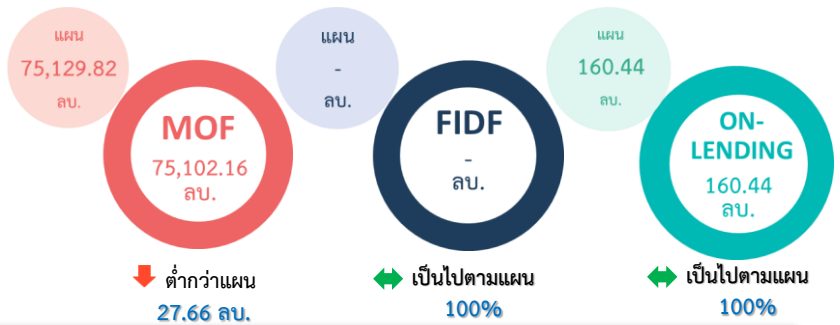 แผน
75,129.82
ลบ.
MOF
75,102.16
ลบ.
ต่ำกว่าแผน
27.66 ลบ.
แผน
-
ลบ.
FIDF
-
ลบ.
เป็นไปตามแผน
100%
แผน
160.44
ลบ.
ON-
LENDING
160.44
ลบ.
เป็นไปตามแผน
100%